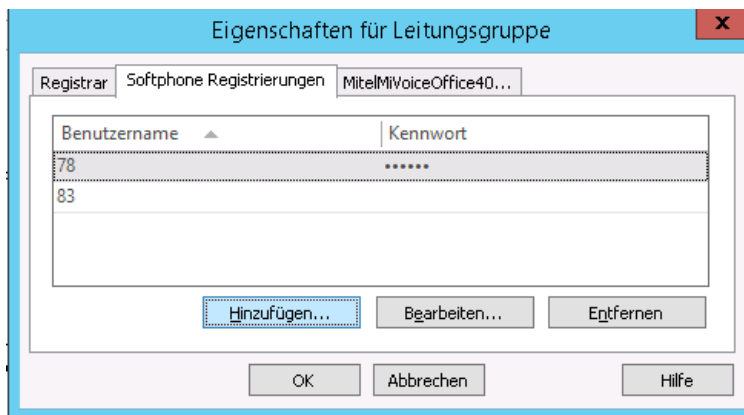 Eigenschaften für Leitungsgruppe
x
Registrar Softphone Registrierungen MitelMiVoiceOffice40...
Benutzername Kennwort
78 ••••••
83
Hinzufügen... Bearbeiten... Entfernen
OK Abbrechen Hilfe